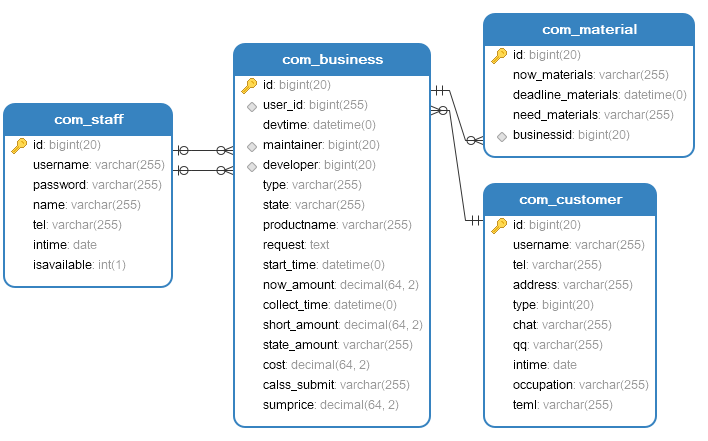 com_staff
id: bigint(20)
username: varchar(255)
password: varchar(255)
name: varchar(255)
tel: varchar(255)
intime: date
isavailable: int(1)
com_business
id: bigint(20)
user_id: bigint(255)
devtime: datetime(0)
maintainer: bigint(20)
developer: bigint(20)
type: varchar(255)
state: varchar(255)
productname: varchar(255)
request: text
start_time: datetime(0)
now_amount: decimal(64, 2)
collect_time: datetime(0)
short_amount: decimal(64, 2)
state_amount: varchar(255)
cost: decimal(64, 2)
calss_submit: varchar(255)
sumprice: decimal(64, 2)
com_material
id: bigint(20)
now_materials: varchar(255)
deadline_materials: datetime(0)
need_materials: varchar(255)
businessid: bigint(20)
com_customer
id: bigint(20)
username: varchar(255)
tel: varchar(255)
address: varchar(255)
type: bigint(20)
chat: varchar(255)
qq: varchar(255)
intime: date
occupation: varchar(255)
teml: varchar(255)